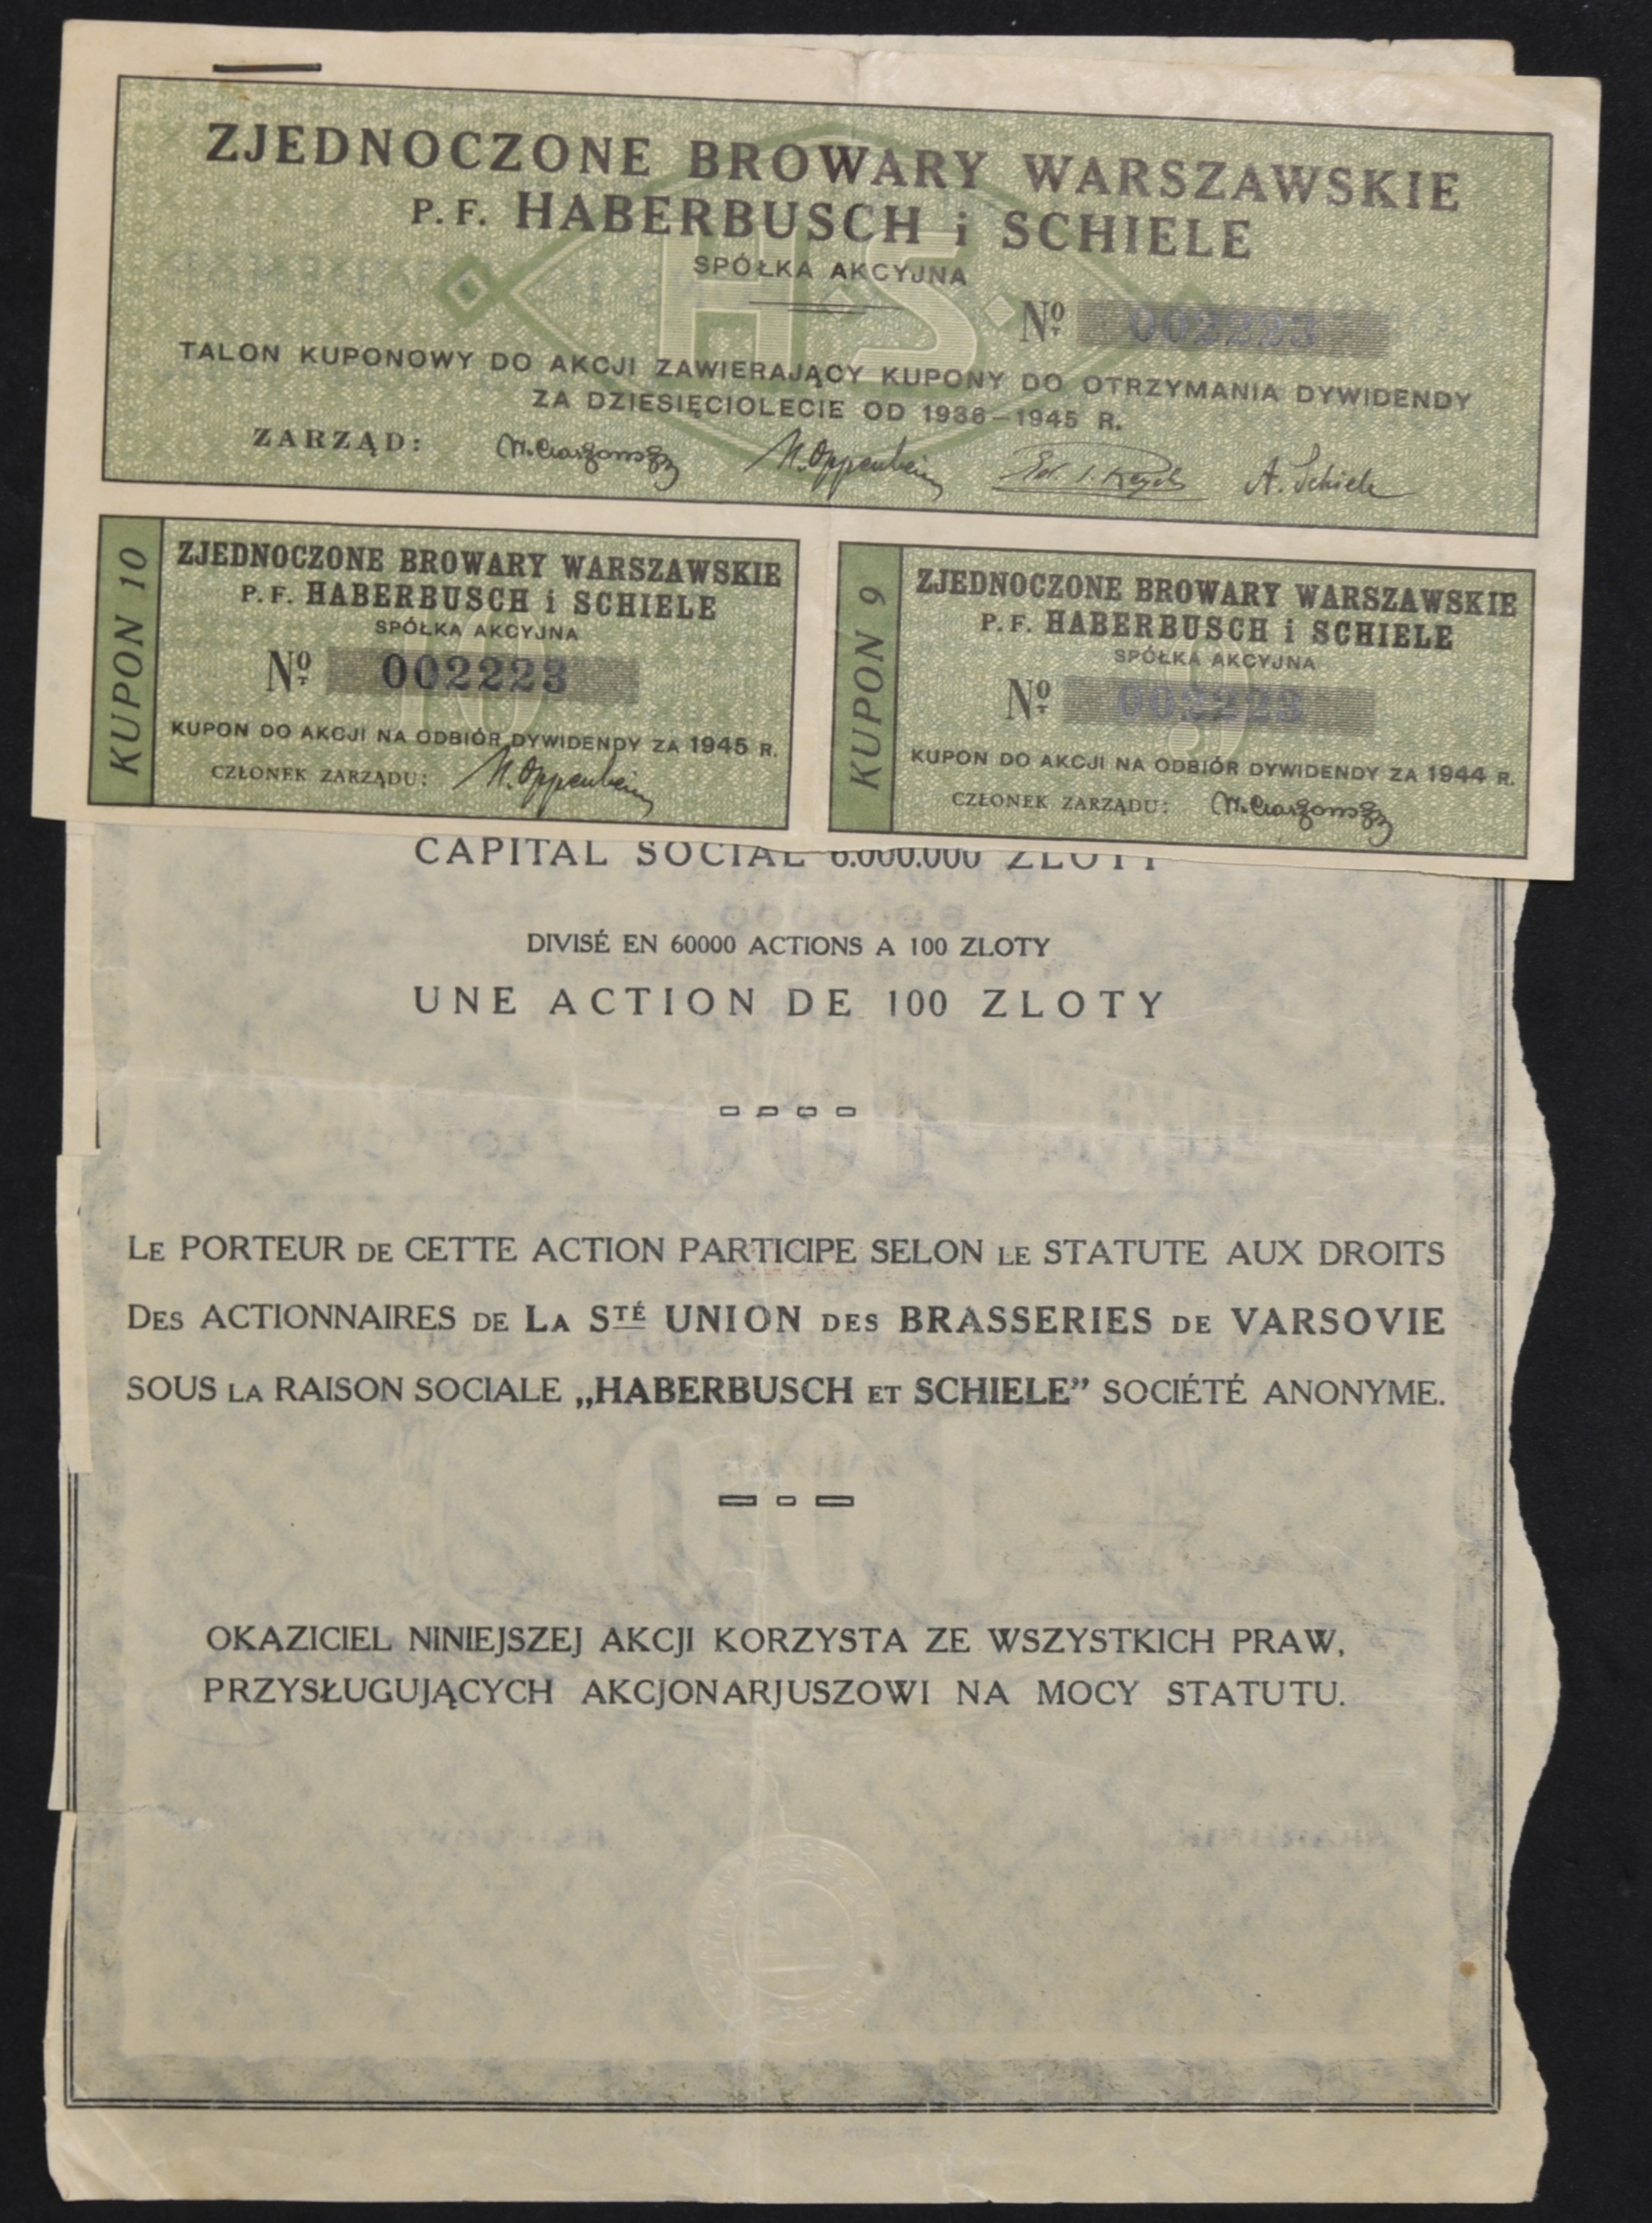 ZJEDNOCZONE BROWARY WARSZAWSKIE
P. F. HABERBUSCH i SCHIELE
SPÓŁKA AKCYJNA
H S
Nº 002223
TALON KUPONOWY DO AKCJI ZAWIERAJĄCY KUPONY DO OTRZYMANIA DYWIDENDY
ZA DZIESIĘCIOLECIE OD 1936—1945 R.
ZARZĄD: M. Oppenheim A. Schiele
KUPON 10
ZJEDNOCZONE BROWARY WARSZAWSKIE
P. F. HABERBUSCH i SCHIELE
SPÓŁKA AKCYJNA
Nº 002223
KUPON DO AKCJI NA ODBIÓR DYWIDENDY ZA 1945 R.
CZŁONEK ZARZĄDU: M. Oppenheim
KUPON 9
ZJEDNOCZONE BROWARY WARSZAWSKIE
P. F. HABERBUSCH i SCHIELE
SPÓŁKA AKCYJNA
Nº 002223
KUPON DO AKCJI NA ODBIÓR DYWIDENDY ZA 1944 R.
CZŁONEK ZARZĄDU:
CAPITAL SOCIAL 6.000.000 ZLOTY
DIVISÉ EN 60000 ACTIONS A 100 ZLOTY
UNE ACTION DE 100 ZLOTY
LE PORTEUR DE CETTE ACTION PARTICIPE SELON LE STATUTE AUX DROITS
DES ACTIONNAIRES DE LA STÉ UNION DES BRASSERIES DE VARSOVIE
SOUS LA RAISON SOCIALE „HABERBUSCH ET SCHIELE” SOCIÉTÉ ANONYME.
OKAZICIEL NINIEJSZEJ AKCJI KORZYSTA ZE WSZYSTKICH PRAW,
PRZYSŁUGUJĄCYCH AKCJONARJUSZOWI NA MOCY STATUTU.